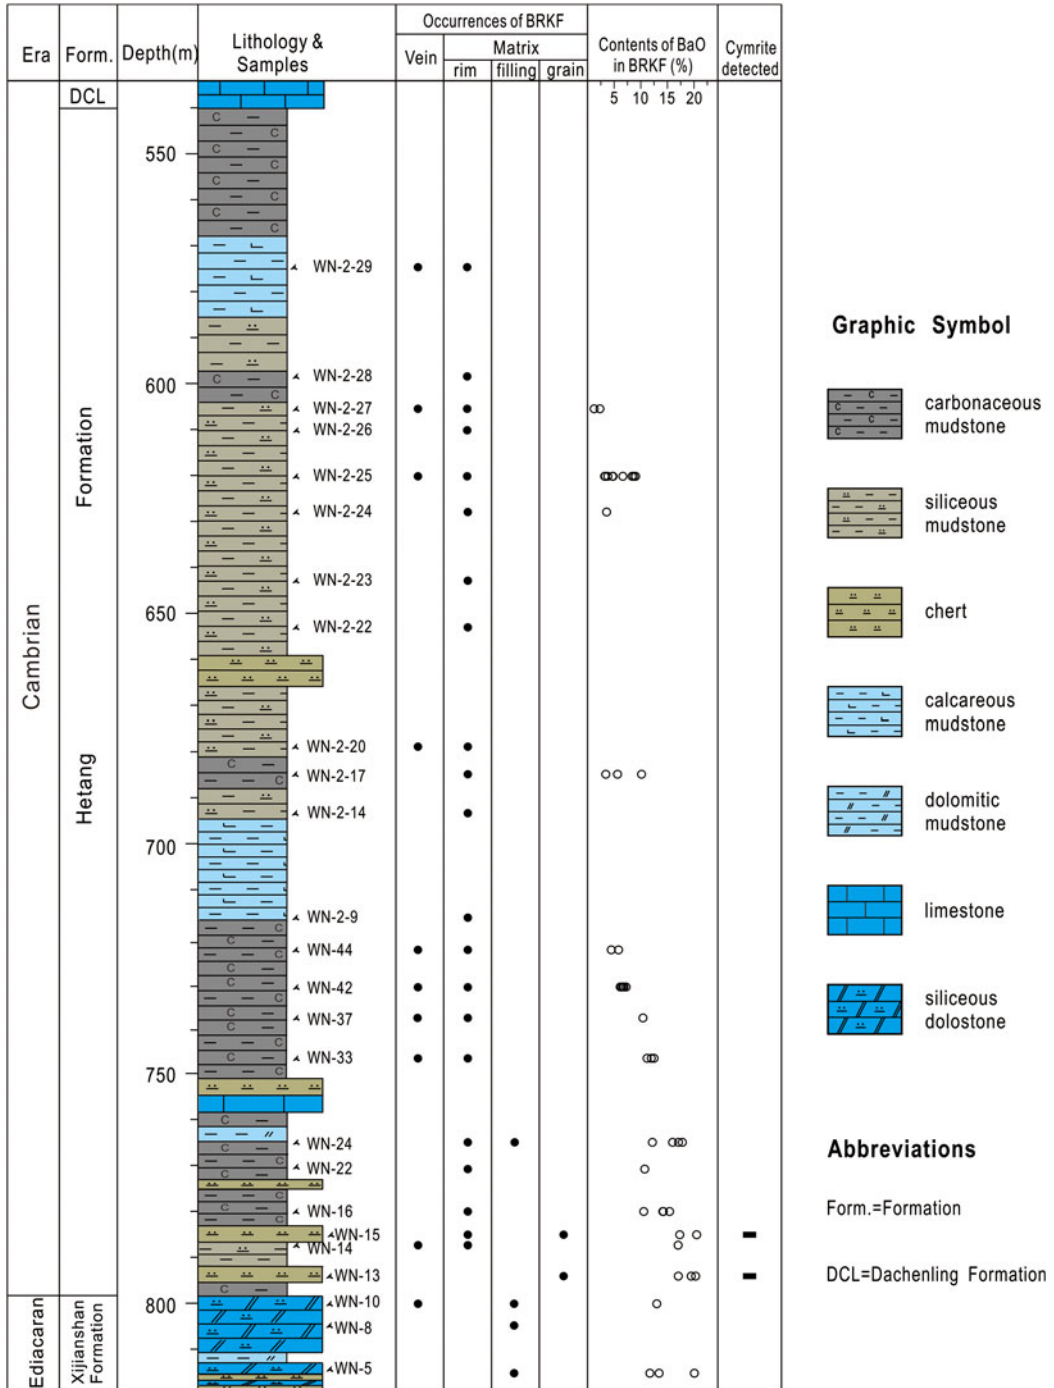 Era
Form.
Depth(m)
Lithology &
Samples
Occurrences of BRKF
Vein
Matrix
rim
filling
grain
Contents of BaO
in BRKF (%)
Cymrite
detected
DCL
5 10 15 20
550
600
650
700
750
800
Cambrian
Ediacaran
Formation
Hetang
Xijianshan
Formation
WN-2-29
WN-2-28
WN-2-27
WN-2-26
WN-2-25
WN-2-24
WN-2-23
WN-2-22
WN-2-20
WN-2-17
WN-2-14
WN-2-9
WN-44
WN-42
WN-37
WN-33
WN-24
WN-22
WN-16
WN-15
WN-14
WN-13
WN-10
WN-8
WN-5
Graphic Symbol
carbonaceous
mudstone
siliceous
mudstone
chert
calcareous
mudstone
dolomitic
mudstone
limestone
siliceous
dolostone
Abbreviations
Form.=Formation
DCL=Dachenling Formation